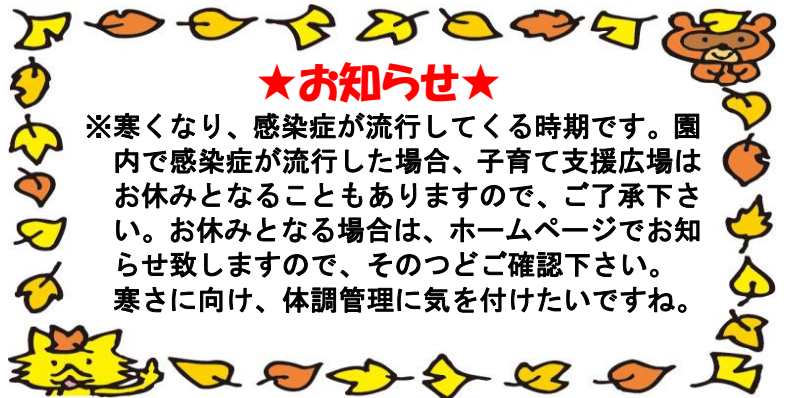 ★お知らせ★
※寒くなり、感染症が流行してくる時期です。園
内で感染症が流行した場合、子育て支援広場は
お休みとなることもありますので、ご了承下さ
い。お休みとなる場合は、ホームページでお知
らせ致しますので、そのつどご確認下さい。
寒さに向け、体調管理に気を付けたいですね。